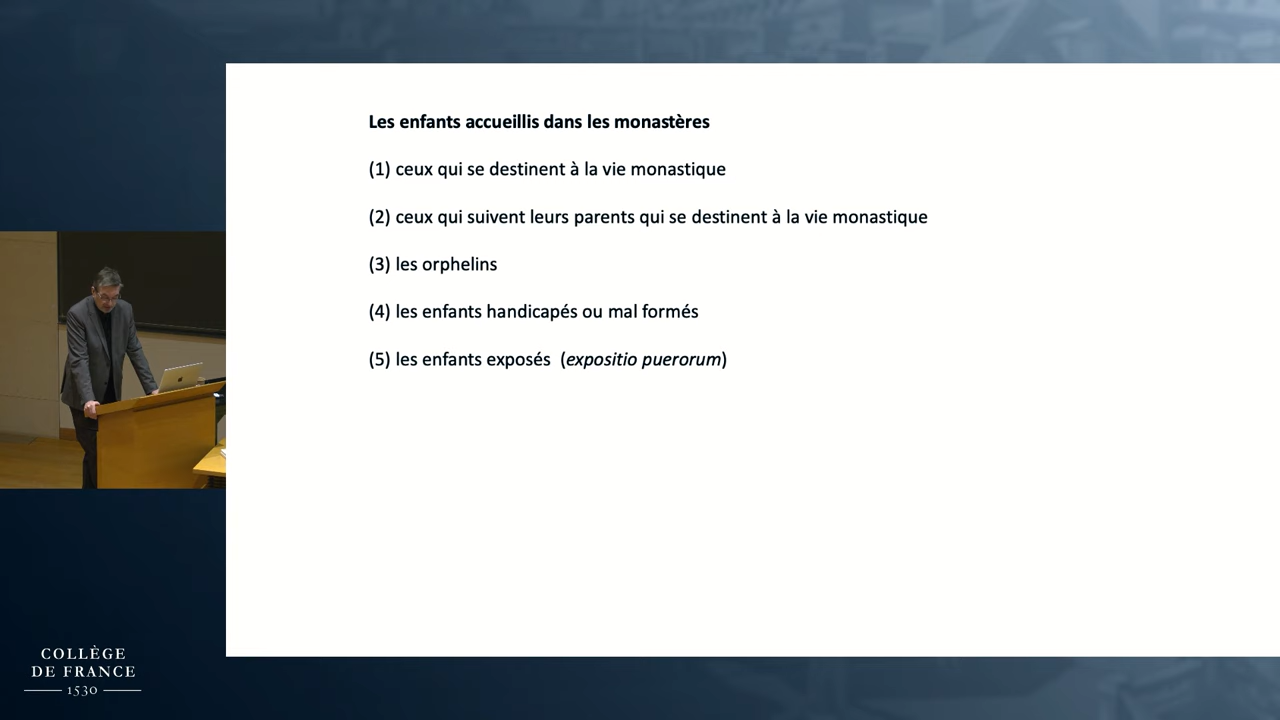 Les enfants accueillis dans les monastères
(1) ceux qui se destinent à la vie monastique
(2) ceux qui suivent leurs parents qui se destinent à la vie monastique
(3) les orphelins
(4) les enfants handicapés ou mal formés
(5) les enfants exposés (expositio puerorum)
COLLÈGE
DE FRANCE
1530